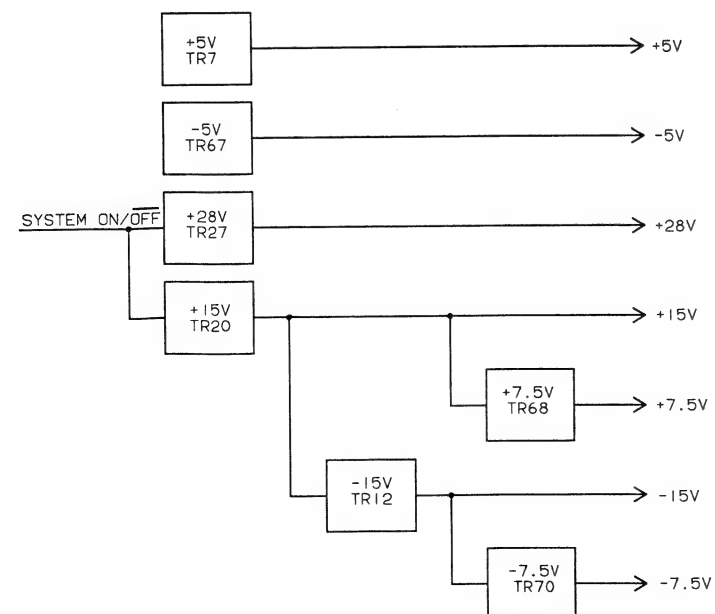 +5V
TR7
+5V
-5V
TR67
-5V
SYSTEM ON/OFF
+28V
TR27
+28V
+15V
TR20
+15V
+7.5V
TR68
+7.5V
-15V
TR12
-15V
-7.5V
TR70
-7.5V